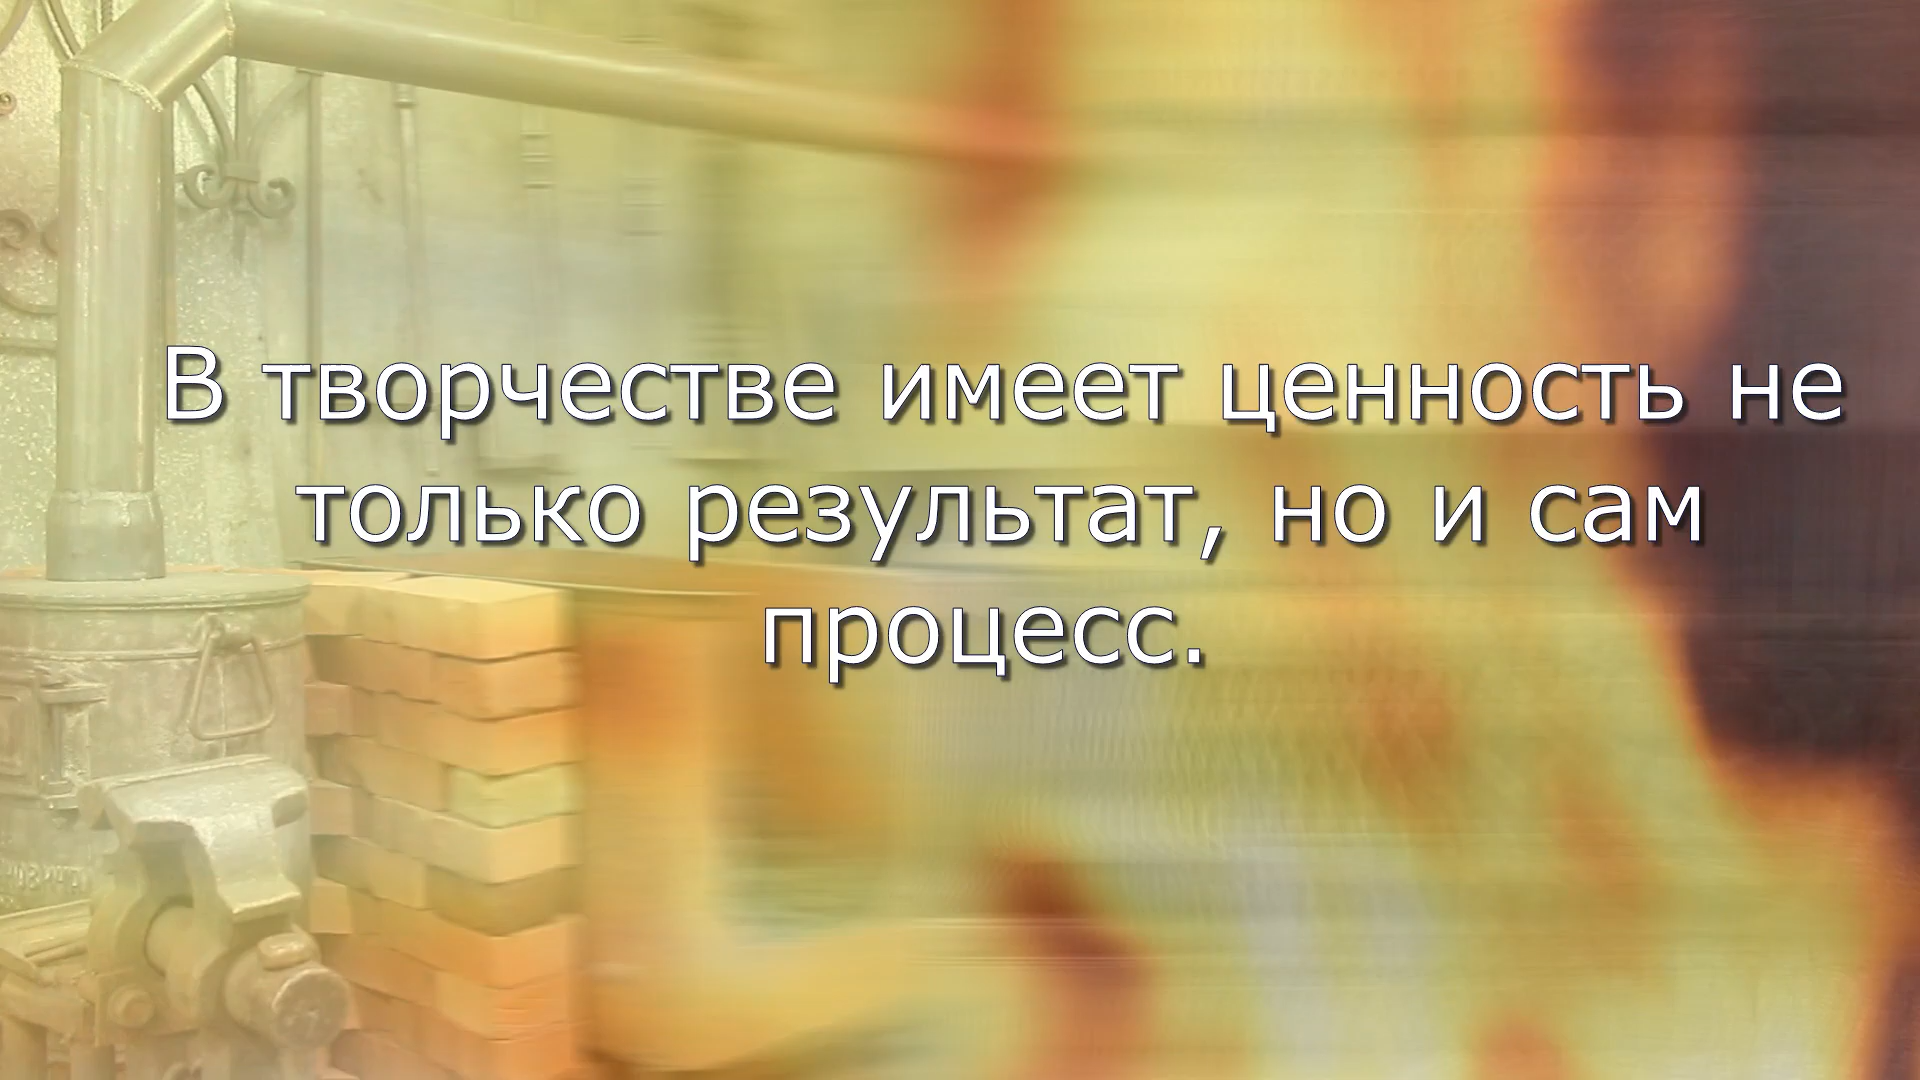 В творчестве имеет ценность не
только результат, но и сам
процесс.